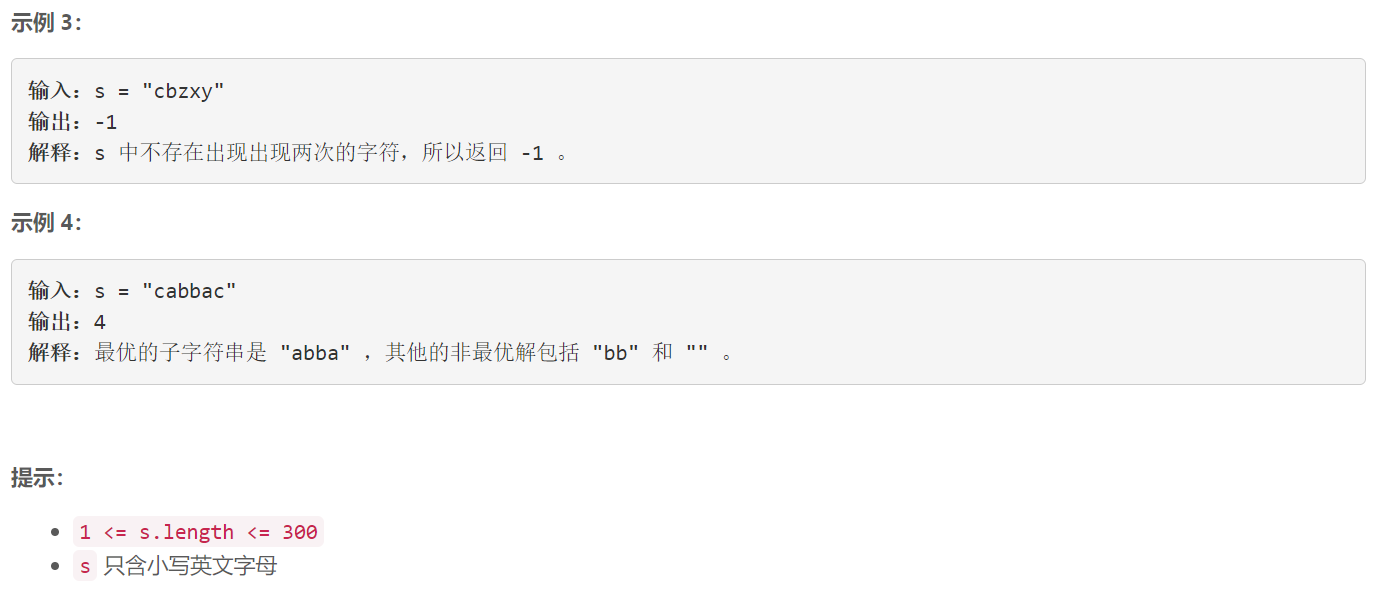 示例 3：
输入：s = "cbzxy"
输出：-1
解释：s 中不存在出现出现两次的字符，所以返回 -1 。
示例 4：
输入：s = "cabbac"
输出：4
解释：最优的子字符串是 "abba" ，其他的非最优解包括 "bb" 和 "" 。
提示：
1 <= s.length <= 300
s 只含小写英文字母